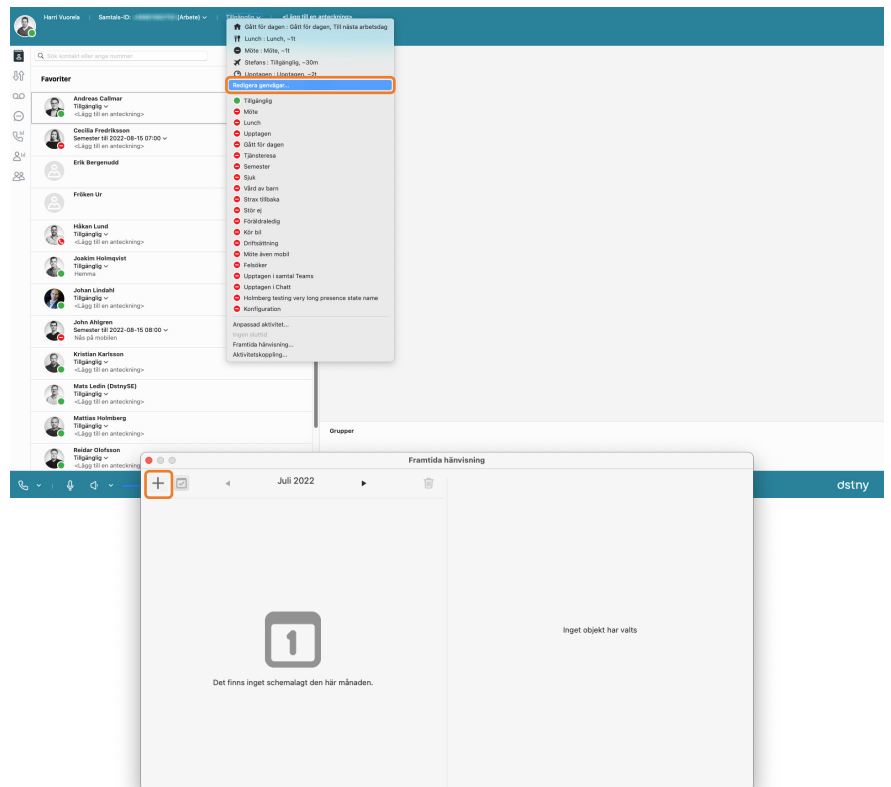 Harri Vuorela
Samtals-ID:
(Arbete)
Tillgänglig
<Lägg till en anteckning>
Gått för dagen : Gått för dagen, Till nästa arbetsdag
Lunch : Lunch, ~1t
Möte : Möte, ~1t
Stefans : Tillgänglig, ~30m
Upptagen : Upptagen, ~2t
Redigera genvägar...
Tillgänglig
Möte
Lunch
Upptagen
Gått för dagen
Tjänsteresa
Semester
Sjuk
Vård av barn
Strax tillbaka
Stör ej
Föräldraledig
Kör bil
Driftsättning
Möte även mobil
Felsöker
Upptagen i samtal Teams
Upptagen i Chatt
Holmberg testing very long presence state name
Konfiguration
Anpassad aktivitet...
Ingen sluttid
Framtida hänvisning...
Aktivitetskoppling...
Sök kontakt eller ange nummer
Favoriter
Andreas Callmar
Tillgänglig
<Lägg till en anteckning>
Cecilia Fredriksson
Semester till 2022-08-15 07:00
<Lägg till en anteckning>
Erik Bergenudd
Fröken Ur
Håkan Lund
Tillgänglig
<Lägg till en anteckning>
Joakim Holmqvist
Tillgänglig
Hemma
Johan Lindahl
Tillgänglig
<Lägg till en anteckning>
John Ahlgren
Semester till 2022-08-15 08:00
Nås på mobilen
Kristian Karlsson
Tillgänglig
<Lägg till en anteckning>
Mats Ledin (DstnySE)
Tillgänglig
<Lägg till en anteckning>
Mattias Holmberg
Tillgänglig
<Lägg till en anteckning>
Reidar Olofsson
Tillgänglig
<Lägg till en anteckning
Grupper
dstny
Framtida hänvisning
Juli 2022
1
Det finns inget schemalagt den här månaden.
Inget objekt har valts